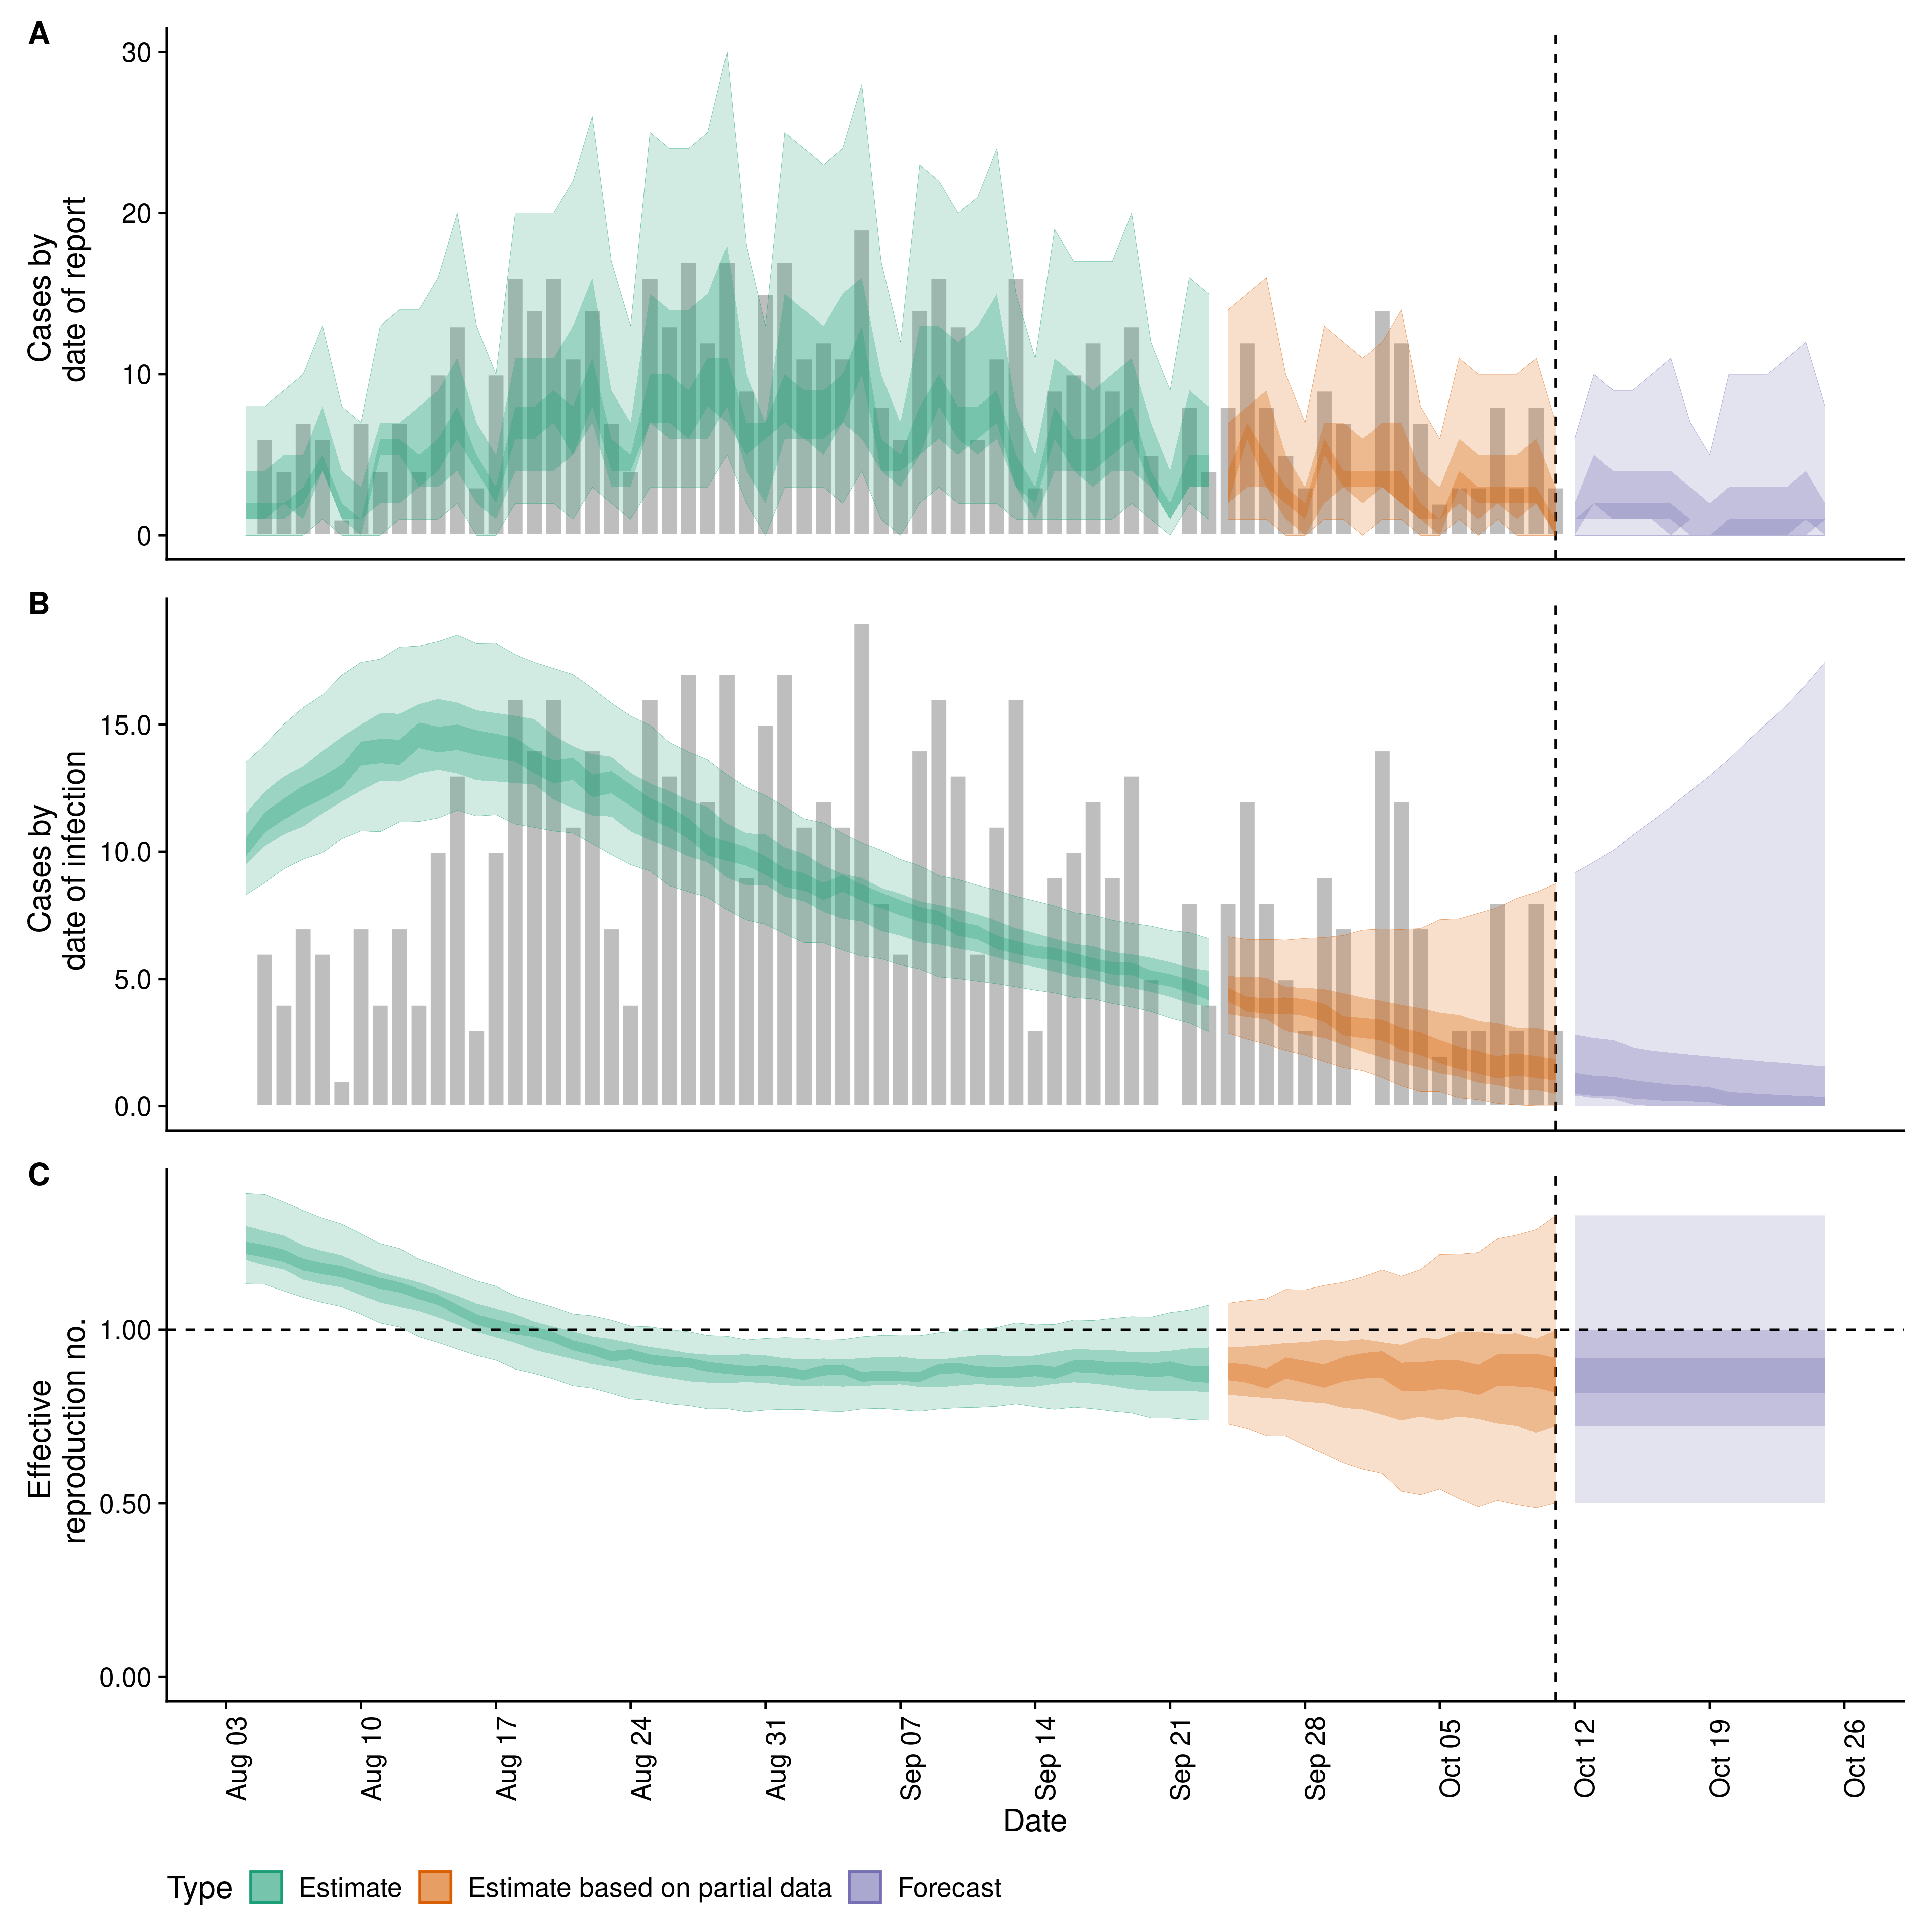 A
30
20
10
0
Cases by
date of report
B
15.0
10.0
5.0
0.0
Cases by
date of infection
C
1.00
0.50
0.00
Effective
reproduction no.
Aug 03
Aug 10
Aug 17
Aug 24
Aug 31
Sep 07
Sep 14
Sep 21
Sep 28
Oct 05
Oct 12
Oct 19
Oct 26
Date
Type Estimate Estimate based on partial data Forecast